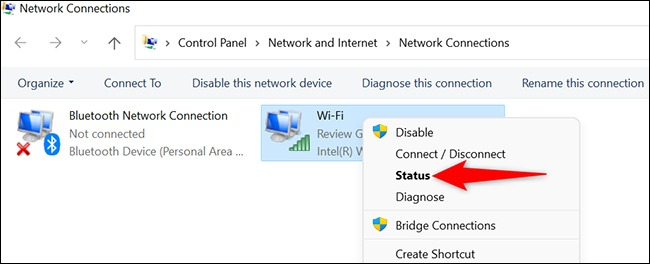 Network Connections
Control Panel > Network and Internet > Network Connections
Organize Connect To Disable this network device Diagnose this connection Rename this connection
Bluetooth Network Connection
Not connected
Bluetooth Device (Personal Area ...
Wi-Fi
Review G
Intel(R) W
Disable
Connect / Disconnect
Status
Diagnose
Bridge Connections
Create Shortcut